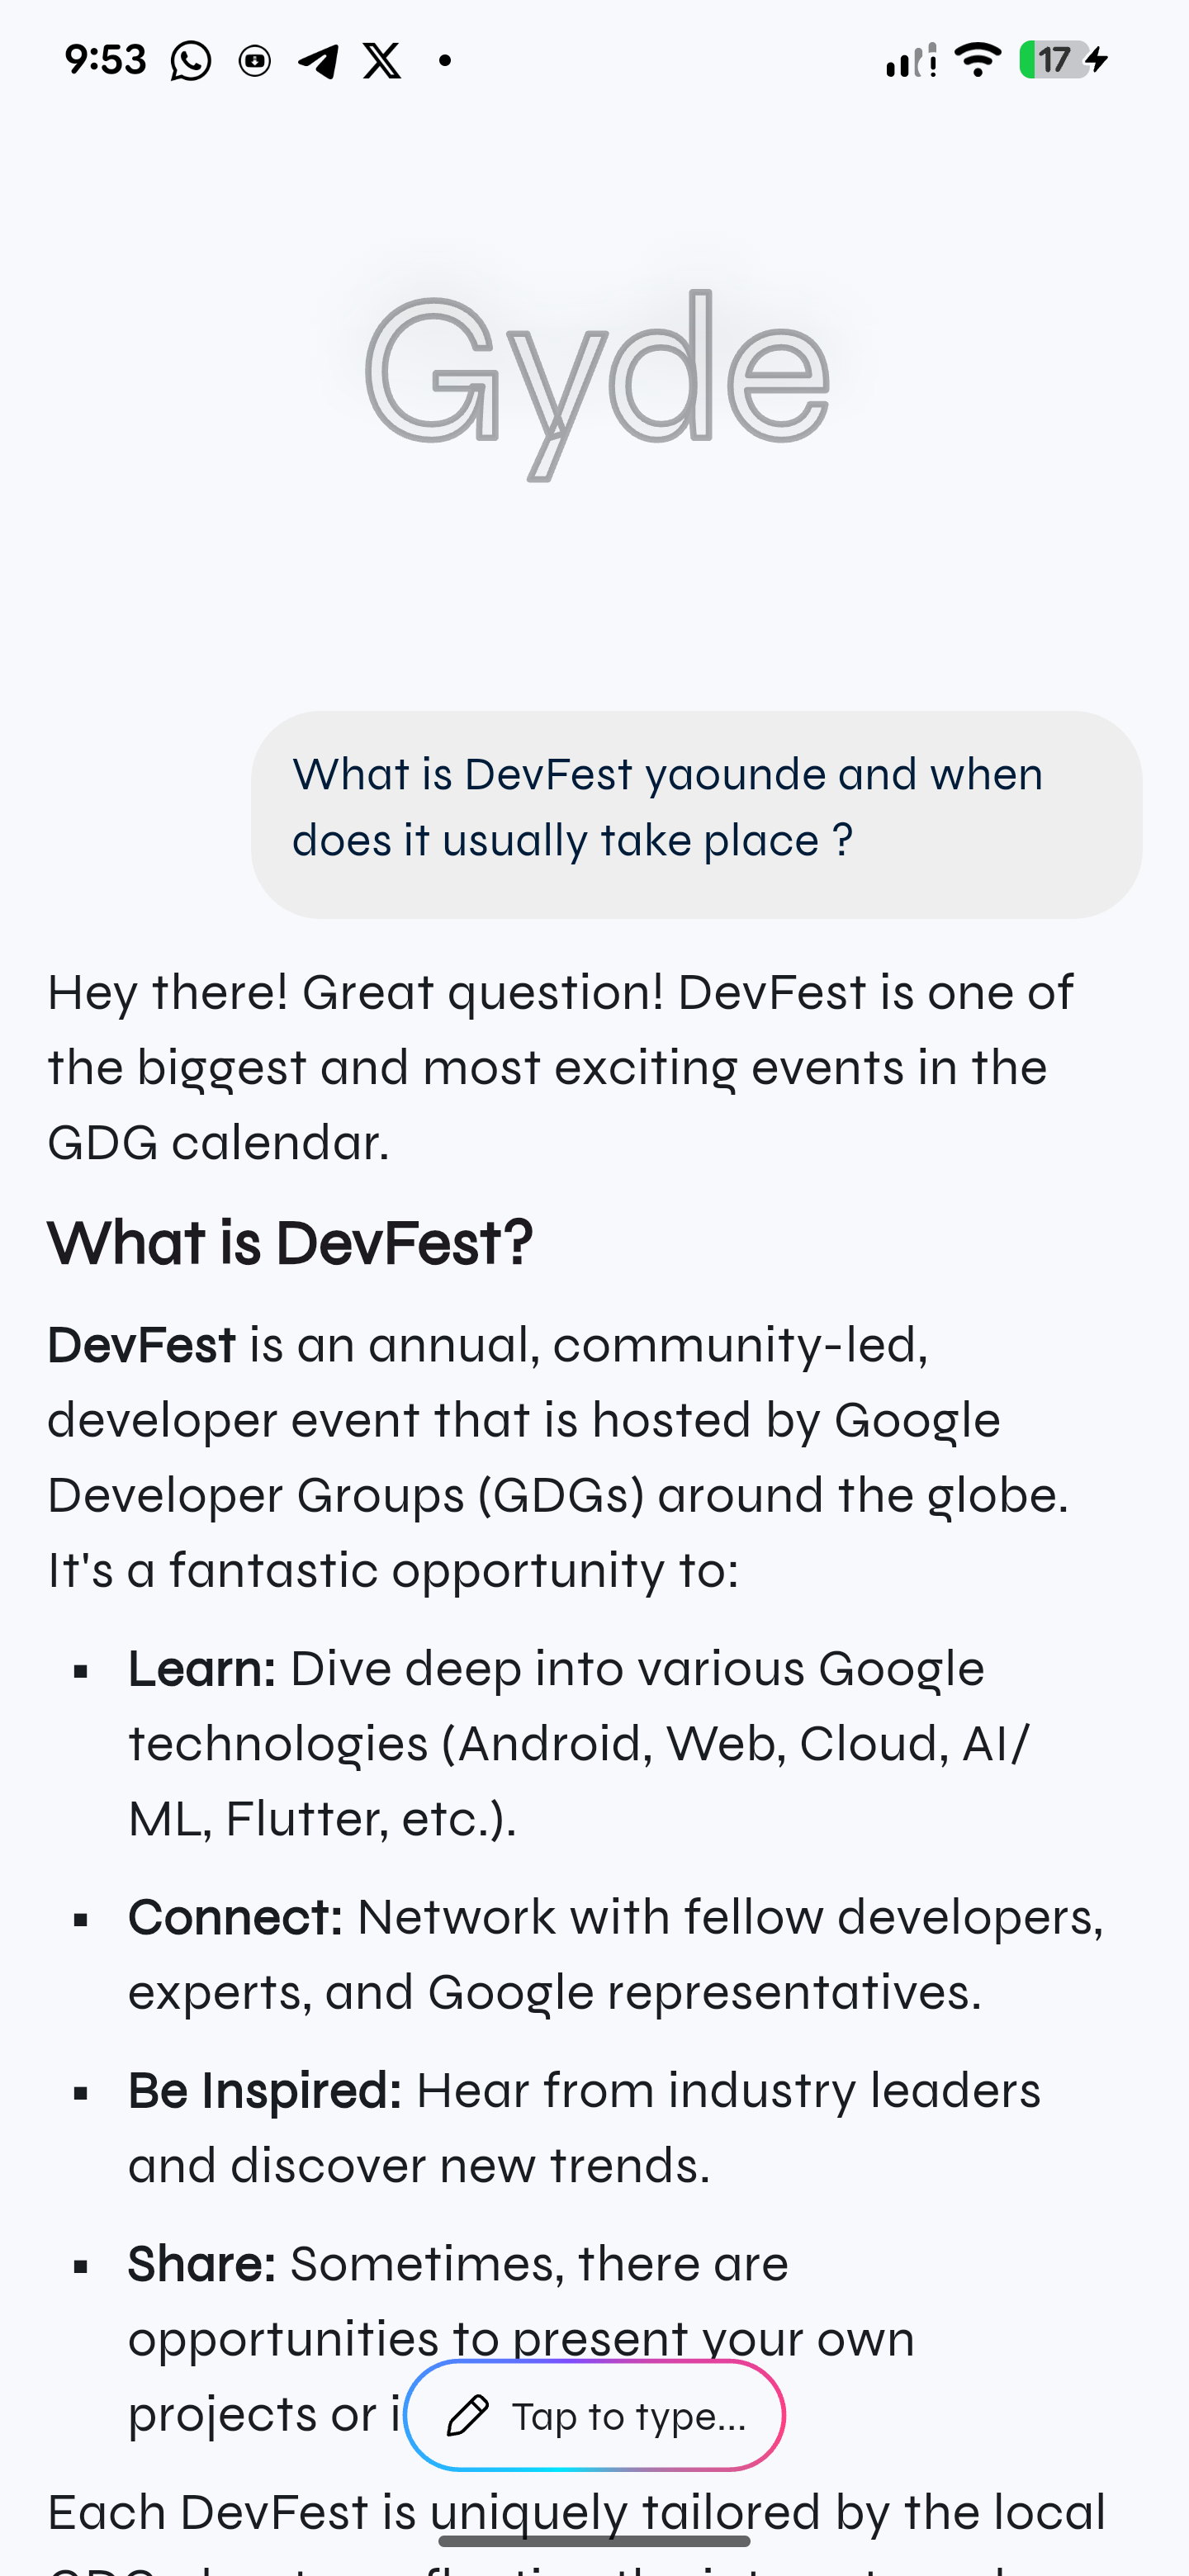 9:53
17
Gyde
What is DevFest yaounde and when
does it usually take place ?
Hey there! Great question! DevFest is one of
the biggest and most exciting events in the
GDG calendar.
What is DevFest?
DevFest is an annual, community-led,
developer event that is hosted by Google
Developer Groups (GDGs) around the globe.
It's a fantastic opportunity to:
▪ Learn: Dive deep into various Google
technologies (Android, Web, Cloud, AI/
ML, Flutter, etc.).
▪ Connect: Network with fellow developers,
experts, and Google representatives.
▪ Be Inspired: Hear from industry leaders
and discover new trends.
▪ Share: Sometimes, there are
opportunities to present your own
projects or
Tap to type...
Each DevFest is uniquely tailored by the local